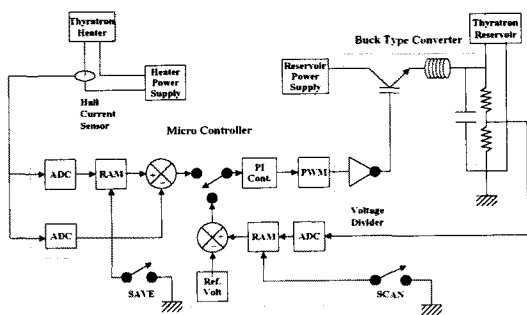 Thyratron
Heater
Heater
Power
Supply
Hall
Current
Sensor
Buck Type Converter
Thyratron
Reservoir
Reservoir
Power
Supply
Micro Controller
ADC
RAM
PI
Cont.
PWM
ADC
RAM
ADC
Voltage
Divider
Ref.
Volt
SAVE
SCAN